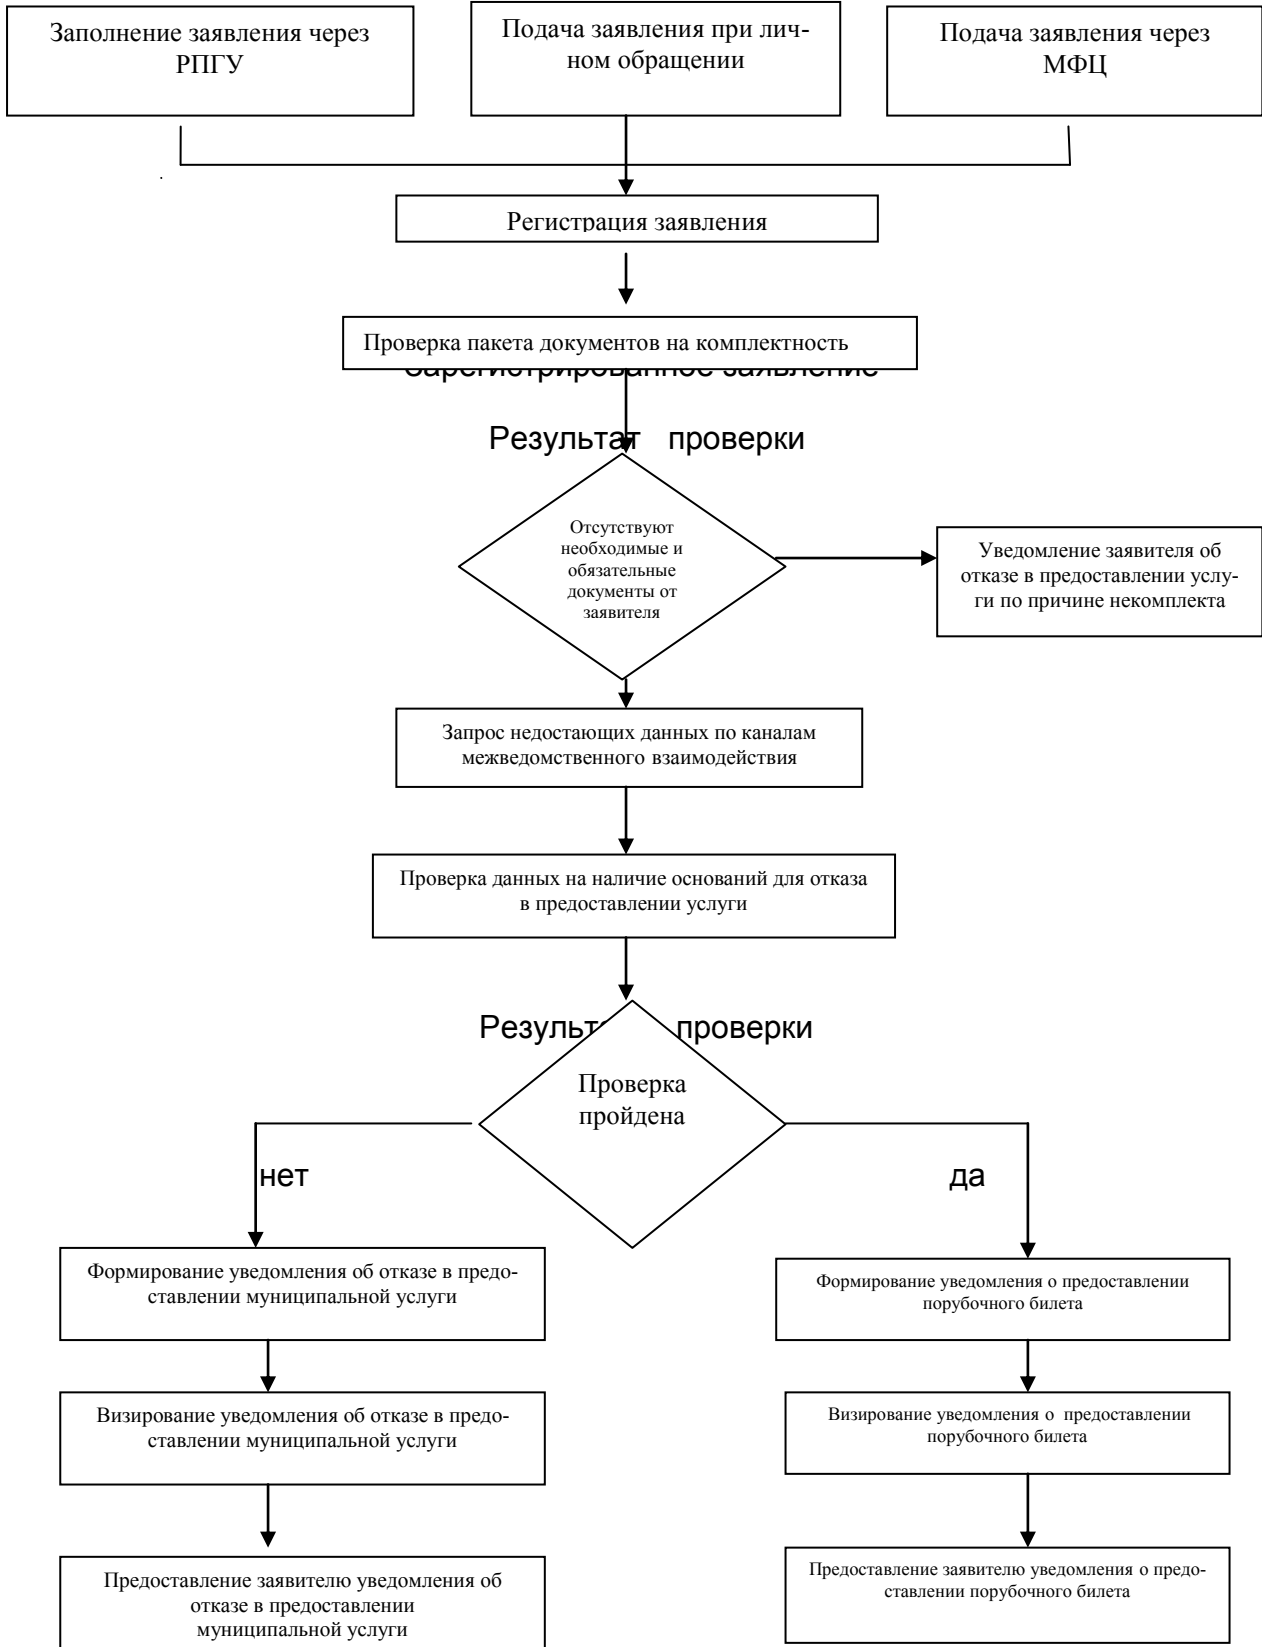 Заполнение заявления через
РПГУ
Подача заявления при лич-
ном обращении
Подача заявления через
МФЦ
Регистрация заявления
Проверка пакета документов на комплектность
Зарегистрированное заявление
Результат проверки
Отсутствуют
необходимые и
обязательные
документы от
заявителя
Уведомление заявителя об
отказе в предоставлении услу-
ги по причине некомплекта
Запрос недостающих данных по каналам
межведомственного взаимодействия
Проверка данных на наличие оснований для отказа
в предоставлении услуги
Результат проверки
Проверка
пройдена
нет
да
Формирование уведомления об отказе в предо-
ставлении муниципальной услуги
Формирование уведомления о предоставлении
порубочного билета
Визирование уведомления об отказе в предо-
ставлении муниципальной услуги
Визирование уведомления о предоставлении
порубочного билета
Предоставление заявителю уведомления об
отказе в предоставлении
муниципальной услуги
Предоставление заявителю уведомления о предо-
ставлении порубочного билета